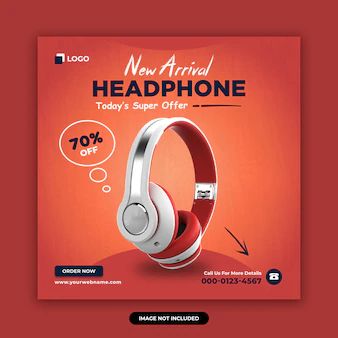 LOGO
New Arrival
HEADPHONE
Today's Super Offer
70%
OFF
ORDER NOW
www.yourwebname.com
Call Us For More Details
000-0123-4567
IMAGE NOT INCLUDED